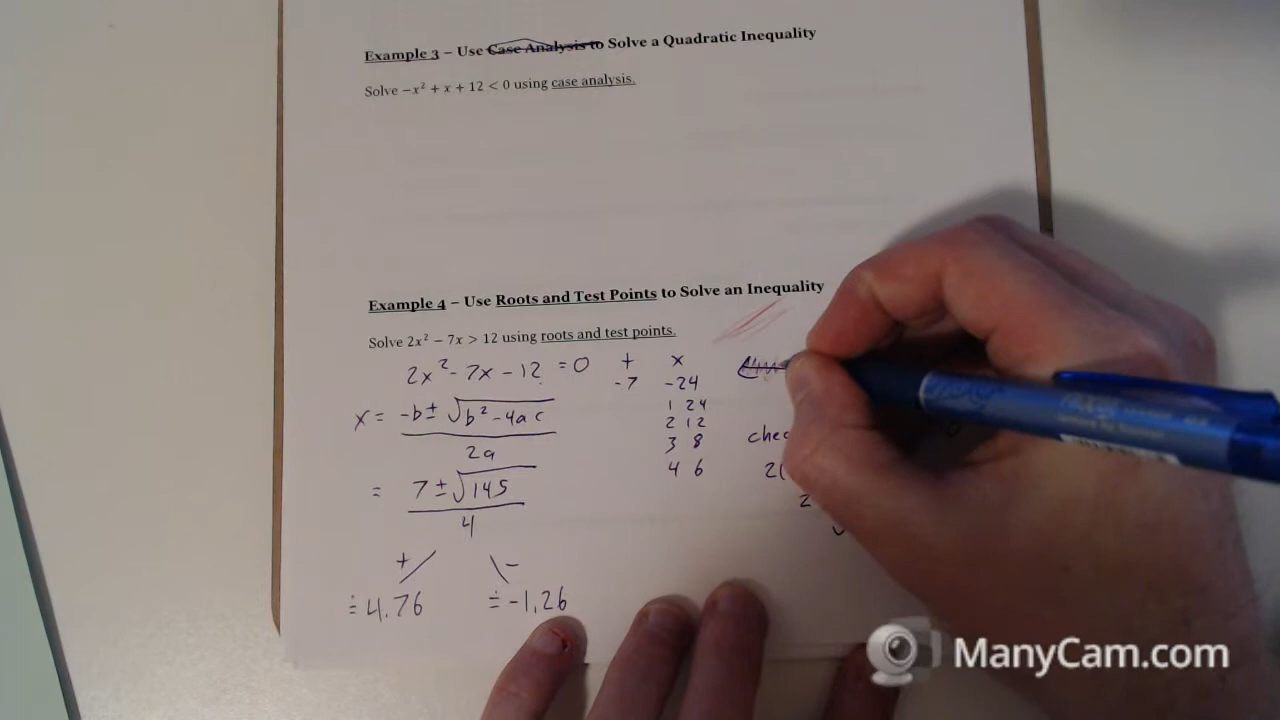 Example 3 – Use Case Analysis to Solve a Quadratic Inequality
Solve −x² + x + 12 < 0 using case analysis.
Example 4 – Use Roots and Test Points to Solve an Inequality
Solve 2x² − 7x > 12 using roots and test points.
2x² - 7x - 12 = 0
x = -b ± √b² - 4ac
2a
= 7 ± √145
4
+ -
≐ 4.76 ≐ -1.26
+ x
-7 -24
1 24
2 12
3 8
4 6
chec
2(
2
ManyCam.com